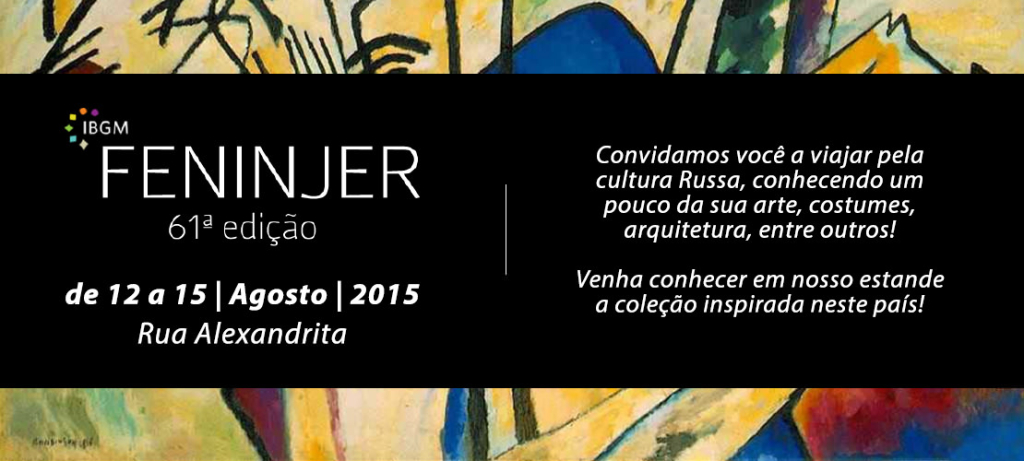 IBGM
FENINJER
61ª edição
de 12 a 15 | Agosto | 2015
Rua Alexandrita
Convidamos você a viajar pela
cultura Russa, conhecendo um
pouco da sua arte, costumes,
arquitetura, entre outros!
Venha conhecer em nosso estande
a coleção inspirada neste país!